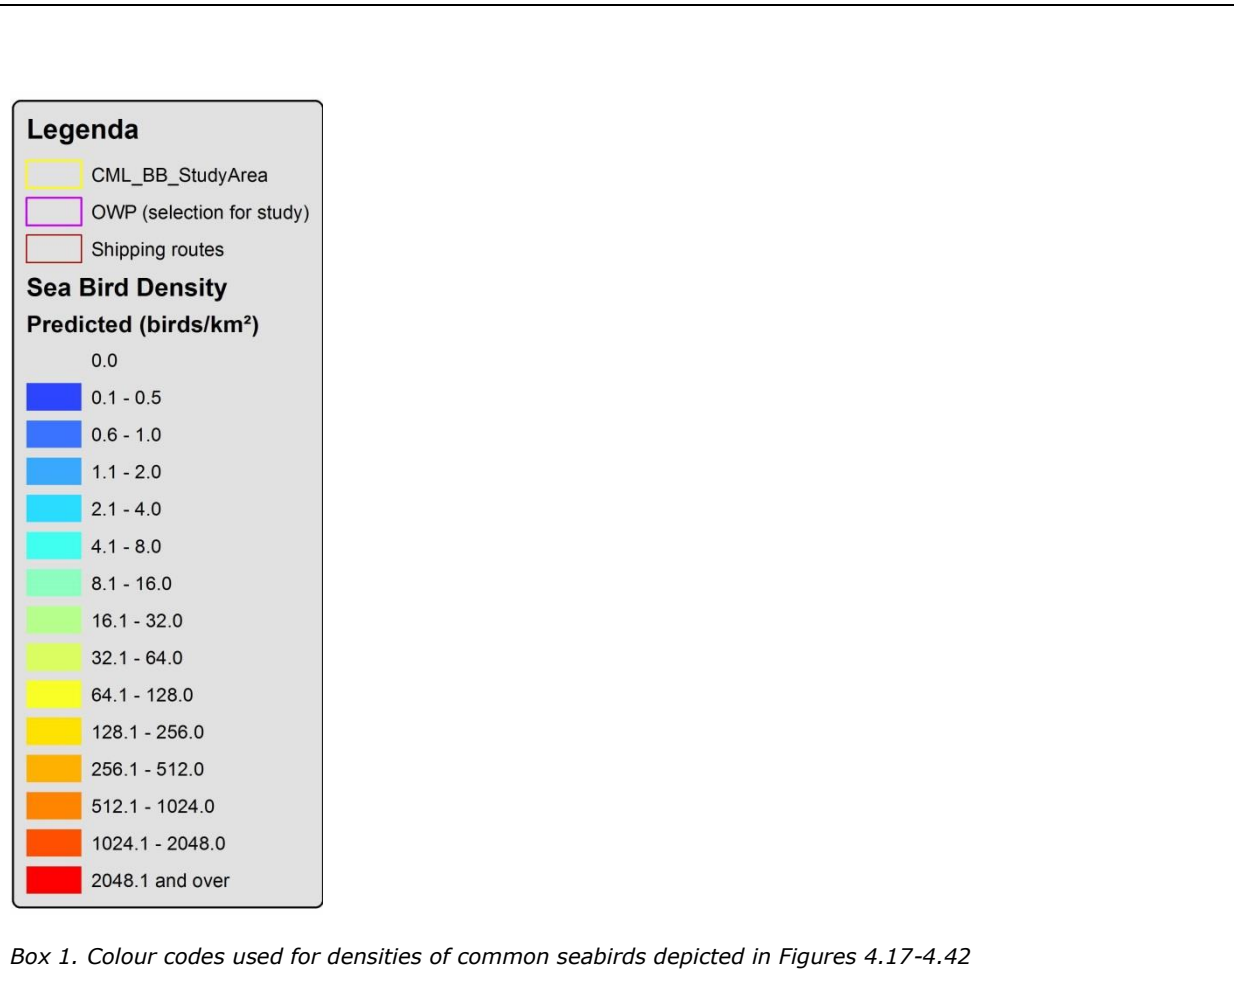 Legenda
CML_BB_StudyArea
OWP (selection for study)
Shipping routes
Sea Bird Density
Predicted (birds/km²)
0.0
0.1 - 0.5
0.6 - 1.0
1.1 - 2.0
2.1 - 4.0
4.1 - 8.0
8.1 - 16.0
16.1 - 32.0
32.1 - 64.0
64.1 - 128.0
128.1 - 256.0
256.1 - 512.0
512.1 - 1024.0
1024.1 - 2048.0
2048.1 and over
Box 1. Colour codes used for densities of common seabirds depicted in Figures 4.17-4.42